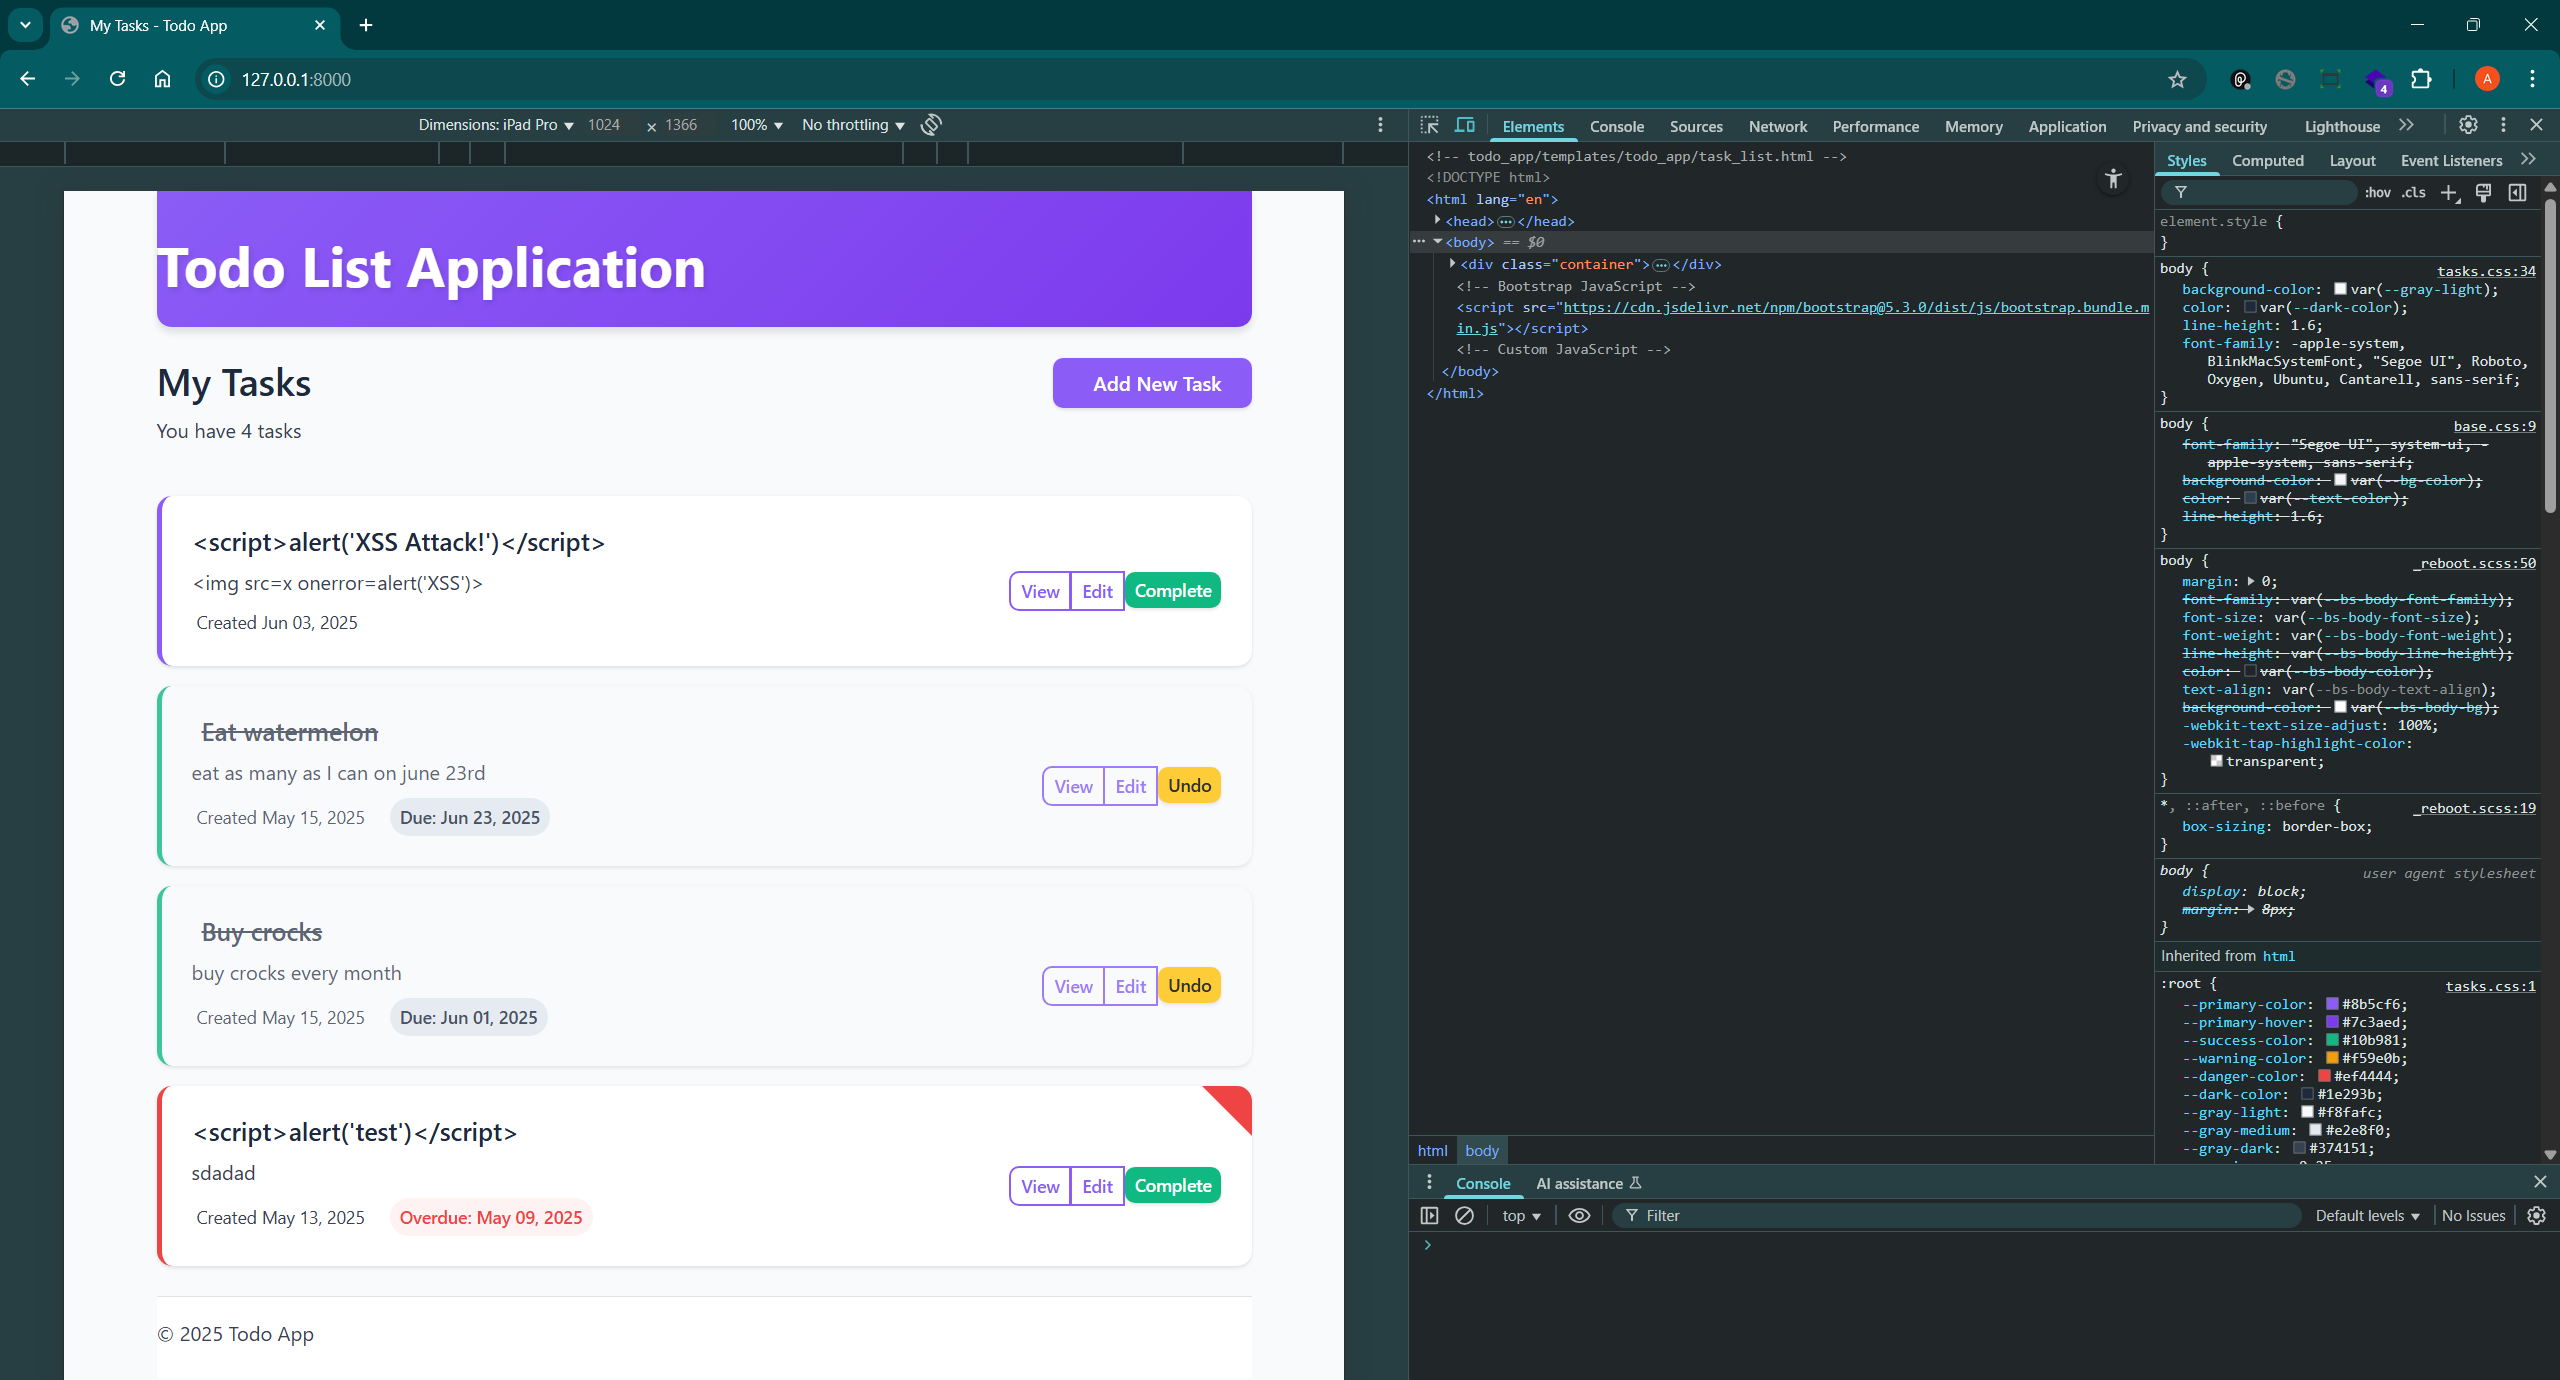 My Tasks - Todo App
127.0.0.1:8000
4
A
Dimensions: iPad Pro 1024 × 1366 100% No throttling
Todo List Application
My Tasks
Add New Task
You have 4 tasks
<script>alert('XSS Attack!')</script>
<img src=x onerror=alert('XSS')>
Created Jun 03, 2025
View Edit Complete
Eat watermelon
eat as many as I can on june 23rd
Created May 15, 2025 Due: Jun 23, 2025
View Edit Undo
Buy crocks
buy crocks every month
Created May 15, 2025 Due: Jun 01, 2025
View Edit Undo
<script>alert('test')</script>
sdadad
Created May 13, 2025 Overdue: May 09, 2025
View Edit Complete
© 2025 Todo App
Elements Console Sources Network Performance Memory Application Privacy and security Lighthouse
<!-- todo_app/templates/todo_app/task_list.html -->
<!DOCTYPE html>
<html lang="en">
<head>…</head>
<body> == $0
<div class="container">…</div>
<!-- Bootstrap JavaScript -->
<script src="https://cdn.jsdelivr.net/npm/bootstrap@5.3.0/dist/js/bootstrap.bundle.m
in.js"></script>
<!-- Custom JavaScript -->
</body>
</html>
html body
Styles Computed Layout Event Listeners
:hov .cls
element.style {
}
body { tasks.css:34
background-color: var(--gray-light);
color: var(--dark-color);
line-height: 1.6;
font-family: -apple-system,
BlinkMacSystemFont, "Segoe UI", Roboto,
Oxygen, Ubuntu, Cantarell, sans-serif;
}
body { base.css:9
font-family: "Segoe UI", system-ui, -
apple-system, sans-serif;
background-color: var(--bg-color);
color: var(--text-color);
line-height: 1.6;
}
body { _reboot.scss:50
margin: 0;
font-family: var(--bs-body-font-family);
font-size: var(--bs-body-font-size);
font-weight: var(--bs-body-font-weight);
line-height: var(--bs-body-line-height);
color: var(--bs-body-color);
text-align: var(--bs-body-text-align);
background-color: var(--bs-body-bg);
-webkit-text-size-adjust: 100%;
-webkit-tap-highlight-color:
transparent;
}
*, ::after, ::before { _reboot.scss:19
box-sizing: border-box;
}
body { user agent stylesheet
display: block;
margin: 8px;
}
Inherited from html
:root { tasks.css:1
--primary-color: #8b5cf6;
--primary-hover: #7c3aed;
--success-color: #10b981;
--warning-color: #f59e0b;
--danger-color: #ef4444;
--dark-color: #1e293b;
--gray-light: #f8fafc;
--gray-medium: #e2e8f0;
--gray-dark: #374151;
Console AI assistance
top Filter Default levels No Issues